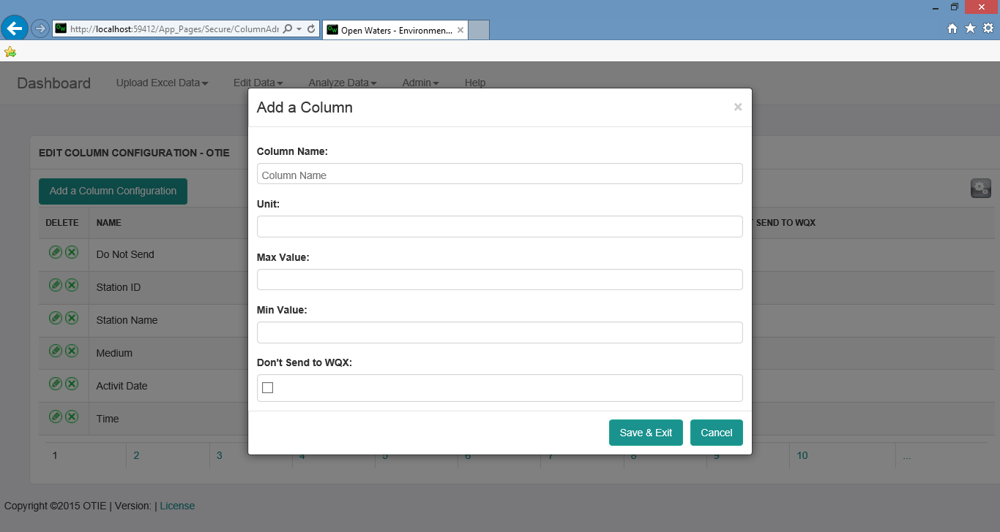 http://localhost:59412/App_Pages/Secure/ColumnAdr
Open Waters - Environmen...
Dashboard
Upload Excel Data
Edit Data
Analyze Data
Admin
Help
Add a Column
×
EDIT COLUMN CONFIGURATION - OTIE
Column Name:
Column Name
Add a Column Configuration
Unit:
DELETE
NAME
SEND TO WQX
Do Not Send
Max Value:
Station ID
Min Value:
Station Name
Medium
Don't Send to WQX:
Activit Date
Time
Save & Exit
Cancel
1 2 3 4 5 6 7 8 9 10 ...
Copyright ©2015 OTIE | Version: | License